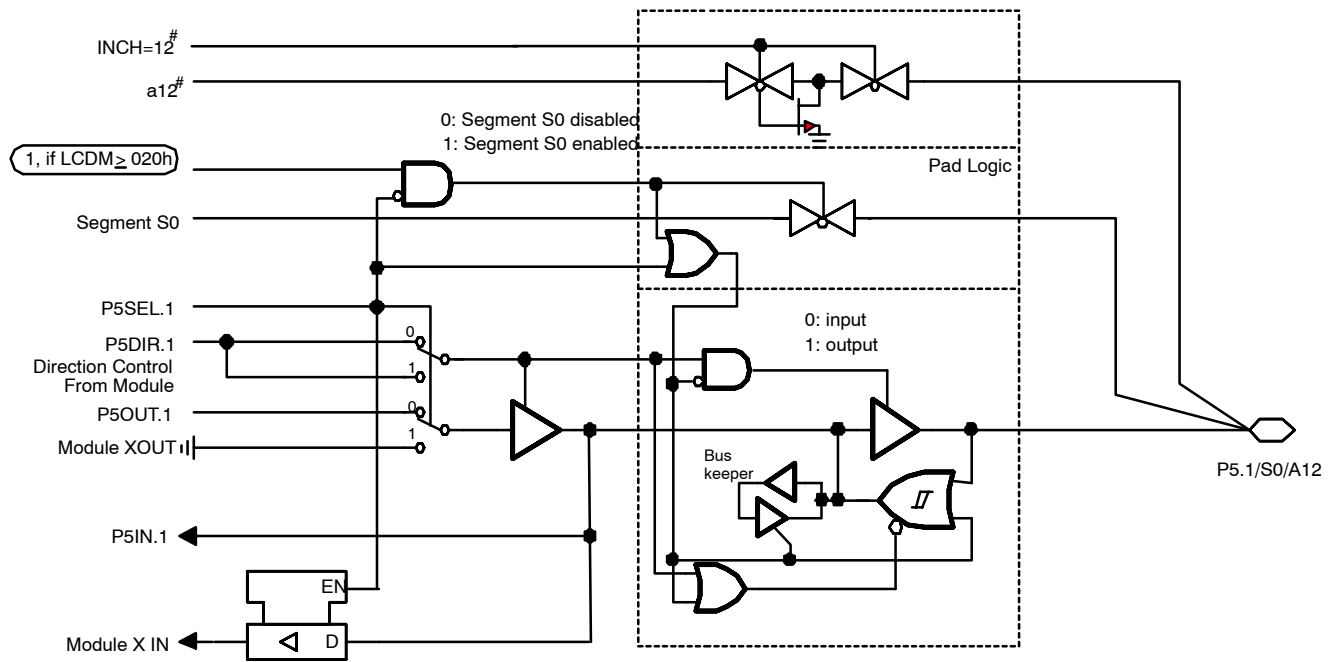 INCH=12#
a12#
0: Segment S0 disabled
1: Segment S0 enabled
1, if LCDM≥ 020h
Pad Logic
Segment S0
P5SEL.1
P5DIR.1
0
Direction Control
From Module
1
P5OUT.1
0
Module XOUT
1
0: input
1: output
Bus
keeper
P5.1/S0/A12
P5IN.1
EN
Module X IN
D